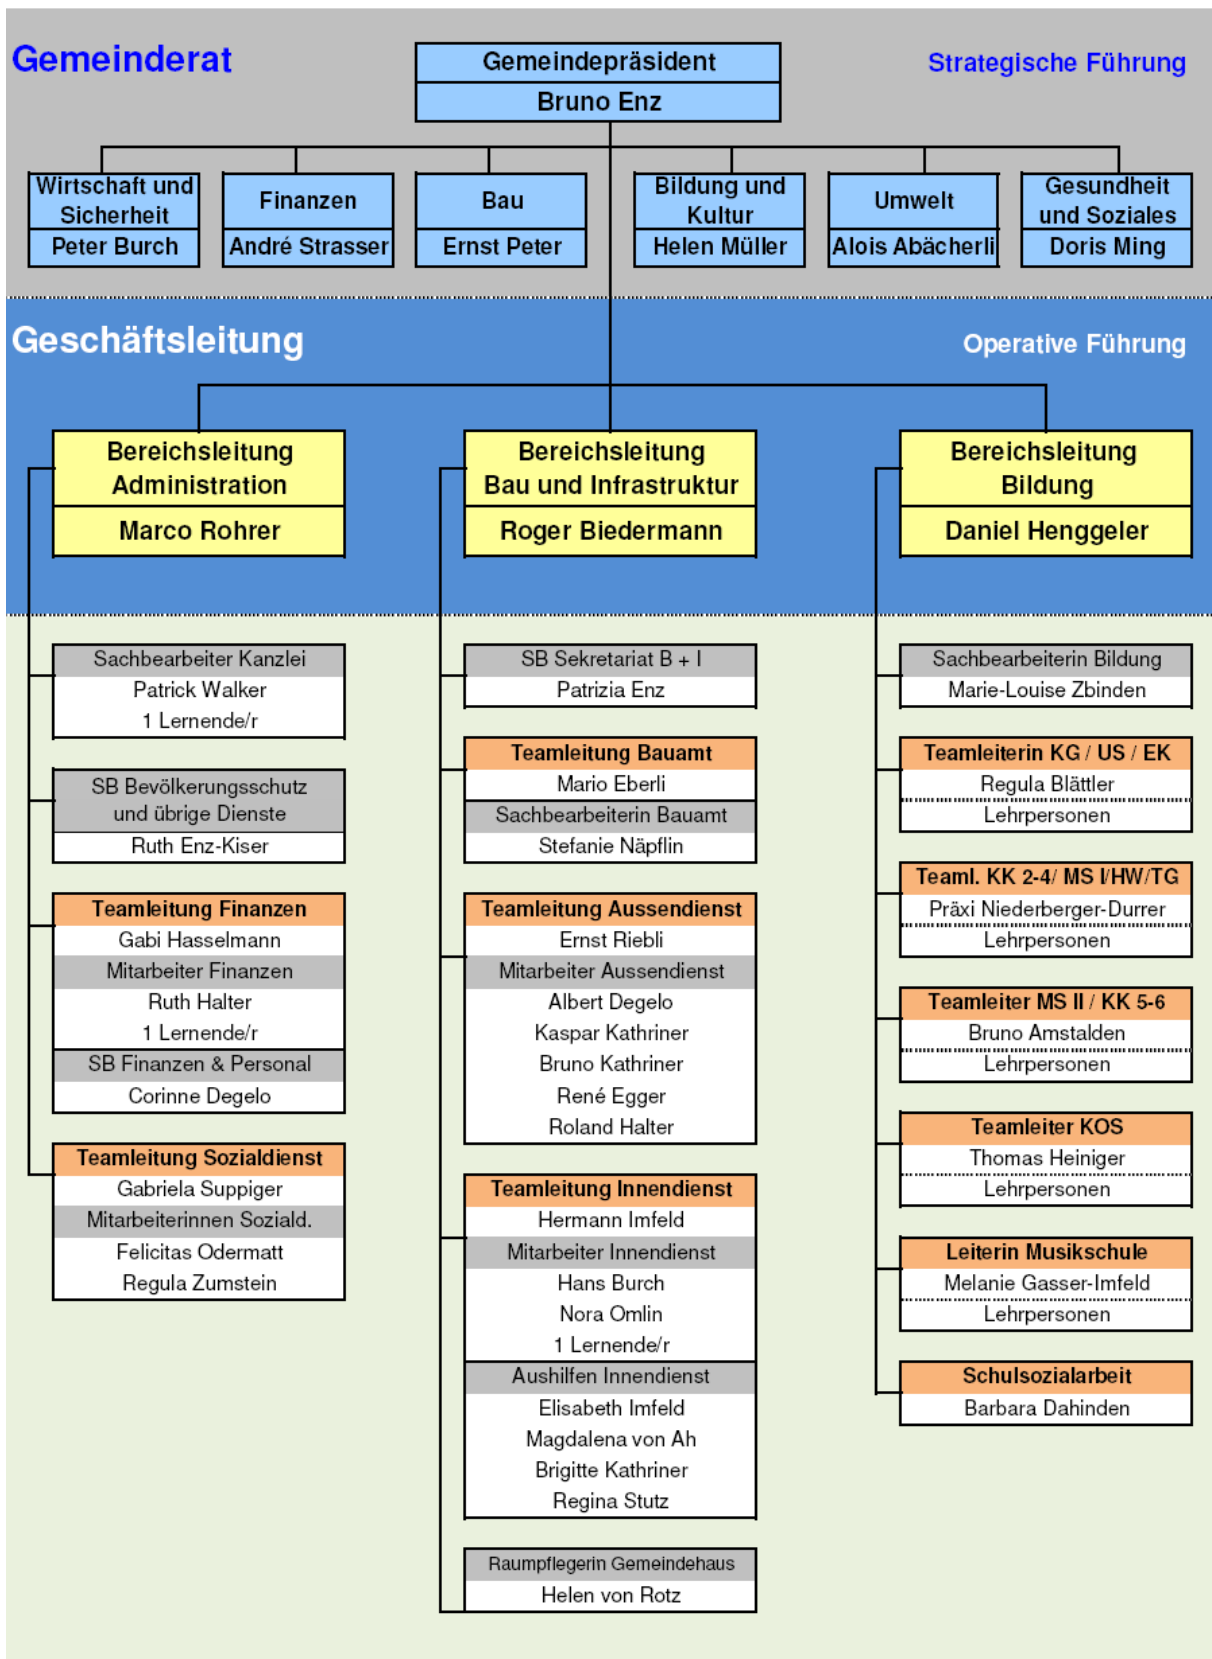 Gemeinderat
Strategische Führung
Gemeindepräsident
Bruno Enz
Wirtschaft und
Sicherheit
Peter Burch
Finanzen
André Strasser
Bau
Ernst Peter
Bildung und
Kultur
Helen Müller
Umwelt
Alois Abächerli
Gesundheit
und Soziales
Doris Ming
Geschäftsleitung
Operative Führung
Bereichsleitung
Administration
Marco Rohrer
Bereichsleitung
Bau und Infrastruktur
Roger Biedermann
Bereichsleitung
Bildung
Daniel Henggeler
Sachbearbeiter Kanzlei
Patrick Walker
1 Lernende/r
SB Bevölkerungsschutz
und übrige Dienste
Ruth Enz-Kiser
Teamleitung Finanzen
Gabi Hasselmann
Mitarbeiter Finanzen
Ruth Halter
1 Lernende/r
SB Finanzen & Personal
Corinne Degelo
Teamleitung Sozialdienst
Gabriela Suppiger
Mitarbeiterinnen Soziald.
Felicitas Odermatt
Regula Zumstein
SB Sekretariat B + I
Patrizia Enz
Teamleitung Bauamt
Mario Eberli
Sachbearbeiterin Bauamt
Stefanie Näpflin
Teamleitung Aussendienst
Ernst Riebli
Mitarbeiter Aussendienst
Albert Degelo
Kaspar Kathriner
Bruno Kathriner
René Egger
Roland Halter
Teamleitung Innendienst
Hermann Imfeld
Mitarbeiter Innendienst
Hans Burch
Nora Omlin
1 Lernende/r
Aushilfen Innendienst
Elisabeth Imfeld
Magdalena von Ah
Brigitte Kathriner
Regina Stutz
Raumpflegerin Gemeindehaus
Helen von Rotz
Sachbearbeiterin Bildung
Marie-Louise Zbinden
Teamleiterin KG / US / EK
Regula Blättler
Lehrpersonen
Teaml. KK 2-4/ MS I/HW/TG
Präxi Niederberger-Durrer
Lehrpersonen
Teamleiter MS II / KK 5-6
Bruno Amstalden
Lehrpersonen
Teamleiter KOS
Thomas Heiniger
Lehrpersonen
Leiterin Musikschule
Melanie Gasser-Imfeld
Lehrpersonen
Schulsozialarbeit
Barbara Dahinden